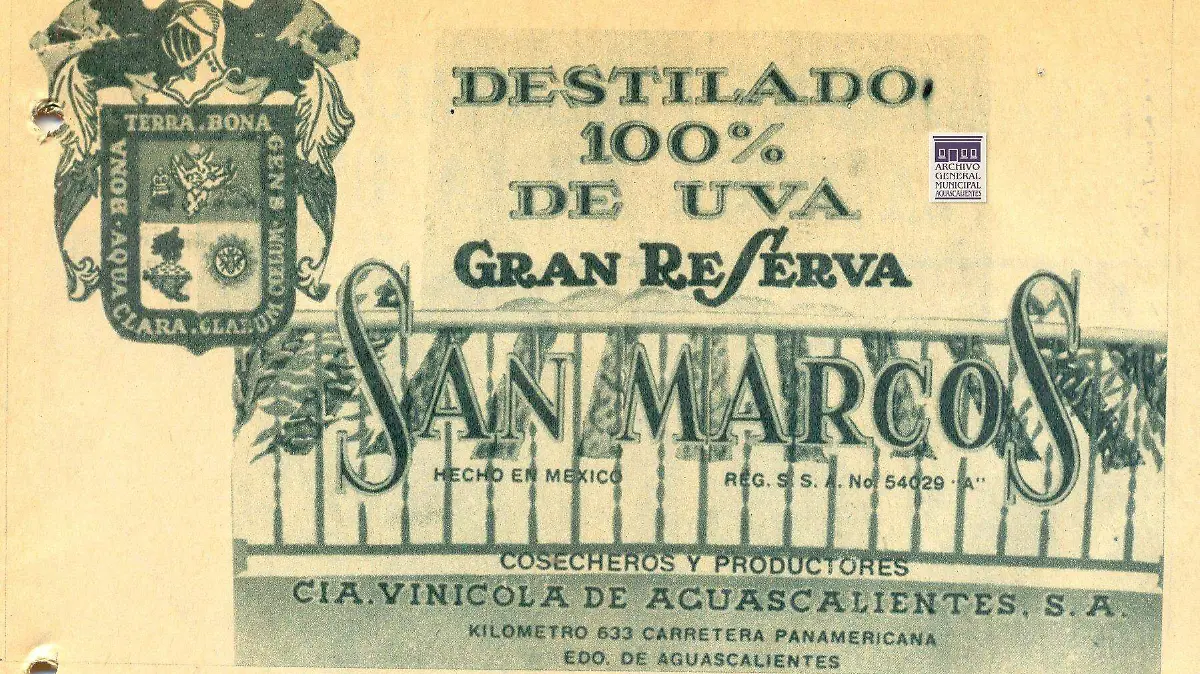 TERRA.BONA
GENS.BONA
AQUA.CLARA.CLARUM
DESTILADO
100%
DE UVA
GRAN RESERVA
SAN MARCOS
HECHO EN MEXICO
REG. S. S. A. No. 54029 "A"
COSECHEROS Y PRODUCTORES
CIA. VINICOLA DE AGUASCALIENTES, S. A.
KILOMETRO 633 CARRETERA PANAMERICANA
EDO. DE AGUASCALIENTES
ARCHIVO
GENERAL
MUNICIPAL
AGUASCALIENTES